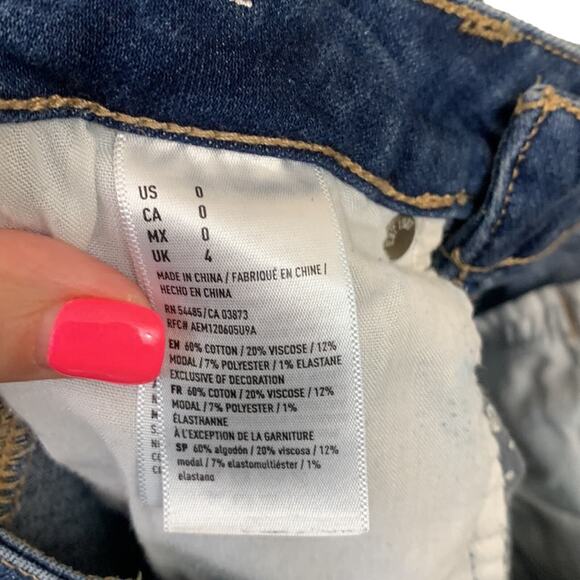 US 0
CA 0
MX 0
UK 4
MADE IN CHINA / FABRIQUÉ EN CHINE /
HECHO EN CHINA
RN 54485/CA 03873
RFC# AEM120605U9A
EN 60% COTTON / 20% VISCOSE / 12%
MODAL / 7% POLYESTER / 1% ELASTANE
EXCLUSIVE OF DECORATION
FR 60% COTON / 20% VISCOSE / 12%
MODAL / 7% POLYESTER / 1%
ÉLASTHANNE
À L'EXCEPTION DE LA GARNITURE
SP 60% algodón / 20% viscosa / 12%
modal / 7% elastomultiéster / 1%
elastano